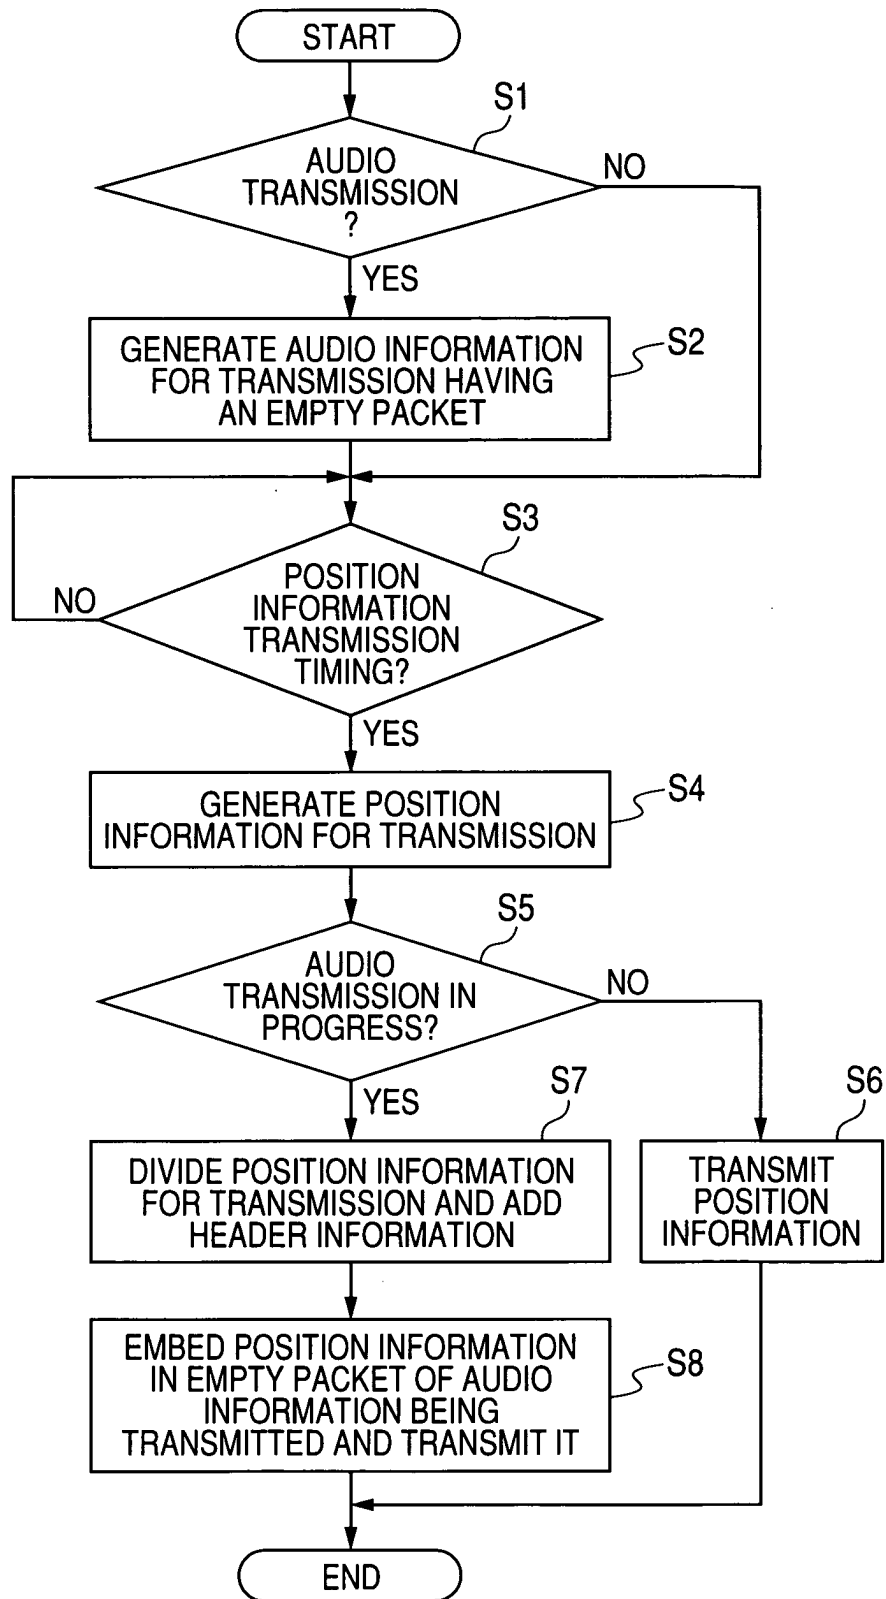 START
S1
AUDIO
TRANSMISSION
?
NO
YES
GENERATE AUDIO INFORMATION
FOR TRANSMISSION HAVING
AN EMPTY PACKET
S2
S3
POSITION
INFORMATION
TRANSMISSION
TIMING?
NO
YES
GENERATE POSITION
INFORMATION FOR TRANSMISSION
S4
S5
AUDIO
TRANSMISSION IN
PROGRESS?
NO
YES
S7
DIVIDE POSITION INFORMATION
FOR TRANSMISSION AND ADD
HEADER INFORMATION
S6
TRANSMIT
POSITION
INFORMATION
EMBED POSITION INFORMATION
IN EMPTY PACKET OF AUDIO
INFORMATION BEING
TRANSMITTED AND TRANSMIT IT
S8
END